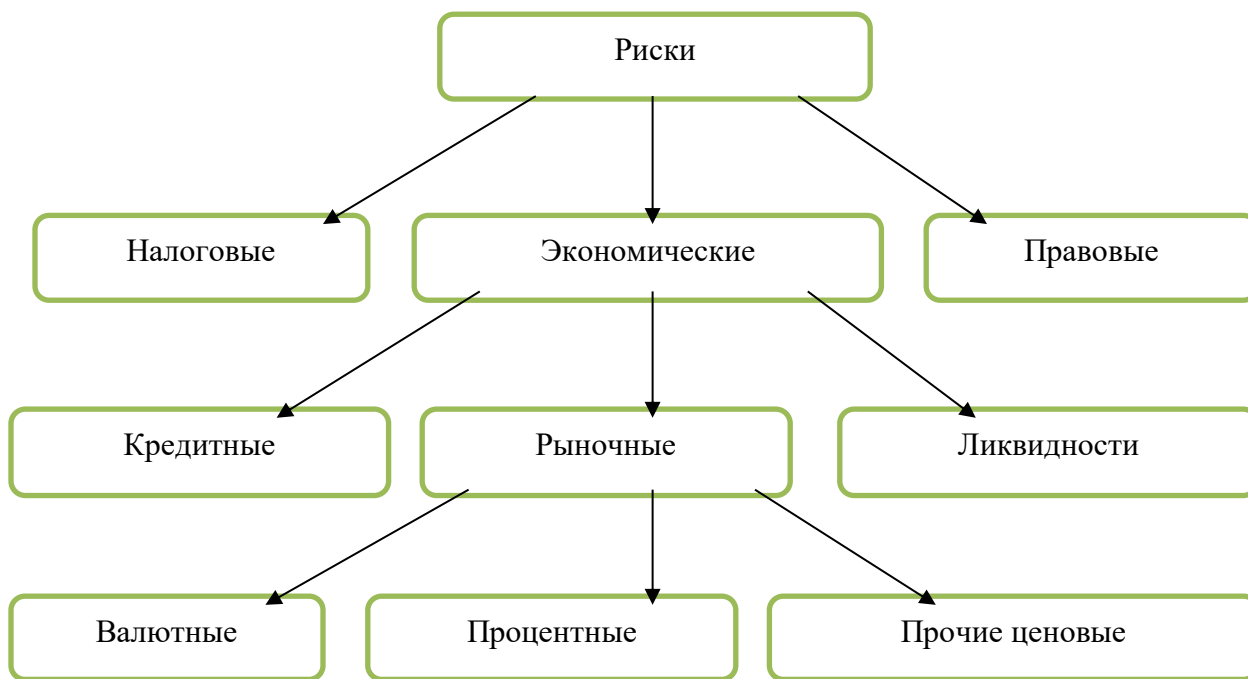 Риски
Налоговые
Экономические
Правовые
Кредитные
Рыночные
Ликвидности
Валютные
Процентные
Прочие ценовые